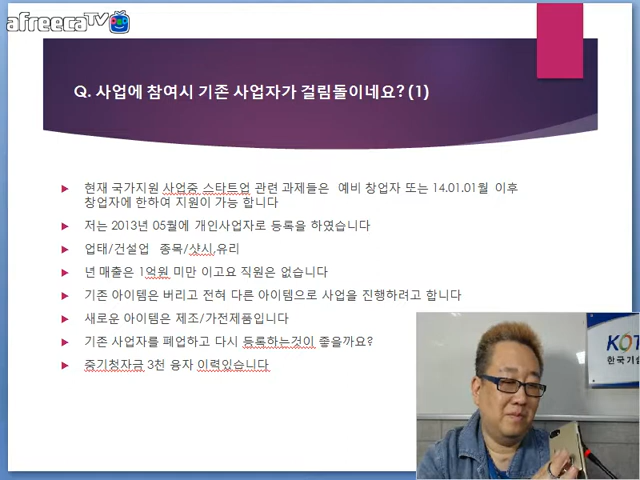 afreecaTV
Q. 사업에 참여시 기존 사업자가 걸림돌이네요? (1)
현재 국가지원 사업중 스타트업 관련 과제들은 예비 창업자 또는 14.01.01월 이후
창업자에 한하여 지원이 가능 합니다
저는 2013년 05월에 개인사업자로 등록을 하였습니다
업태/건설업 종목/샷시,유리
년 매출은 1억원 미만 이고요 직원은 없습니다
기존 아이템은 버리고 전혀 다른 아이템으로 사업을 진행하려고 합니다
새로운 아이템은 제조/가전제품입니다
기존 사업자를 폐업하고 다시 등록하는것이 좋을까요?
중기청자금 3천 융자 이력있습니다
KOT
한국기술